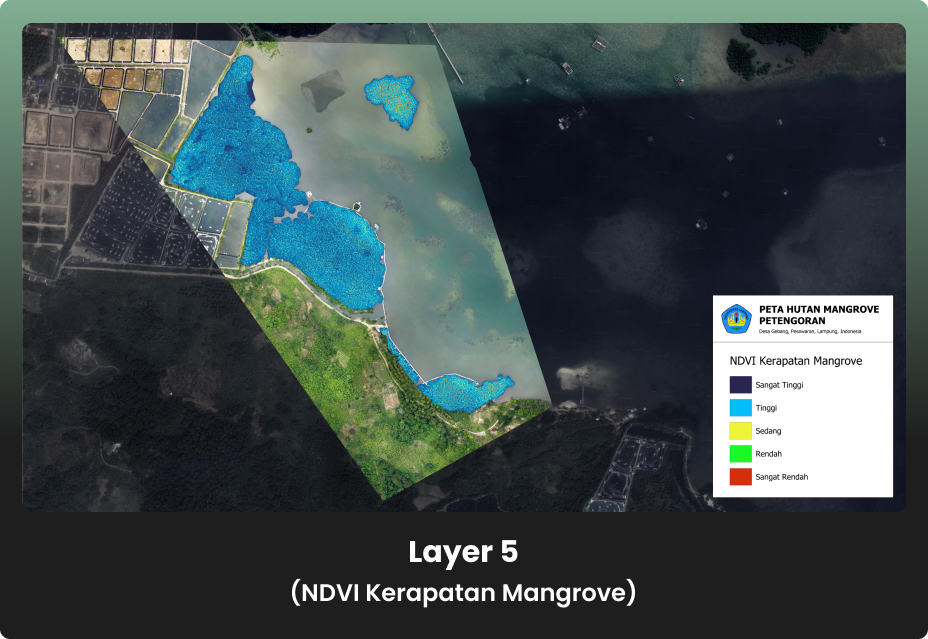 PETA HUTAN MANGROVE
PETENGORAN
Desa Gebang, Pesawaran, Lampung, Indonesia
NDVI Kerapatan Mangrove
Sangat Tinggi
Tinggi
Sedang
Rendah
Sangat Rendah
Layer 5
(NDVI Kerapatan Mangrove)